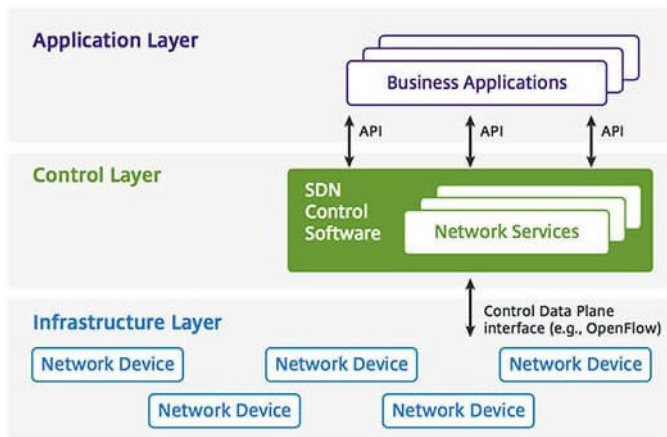 Application Layer
Business Applications
API
API
API
Control Layer
SDN
Control
Software
Network Services
Control Data Plane
interface (e.g., OpenFlow)
Infrastructure Layer
Network Device
Network Device
Network Device
Network Device
Network Device